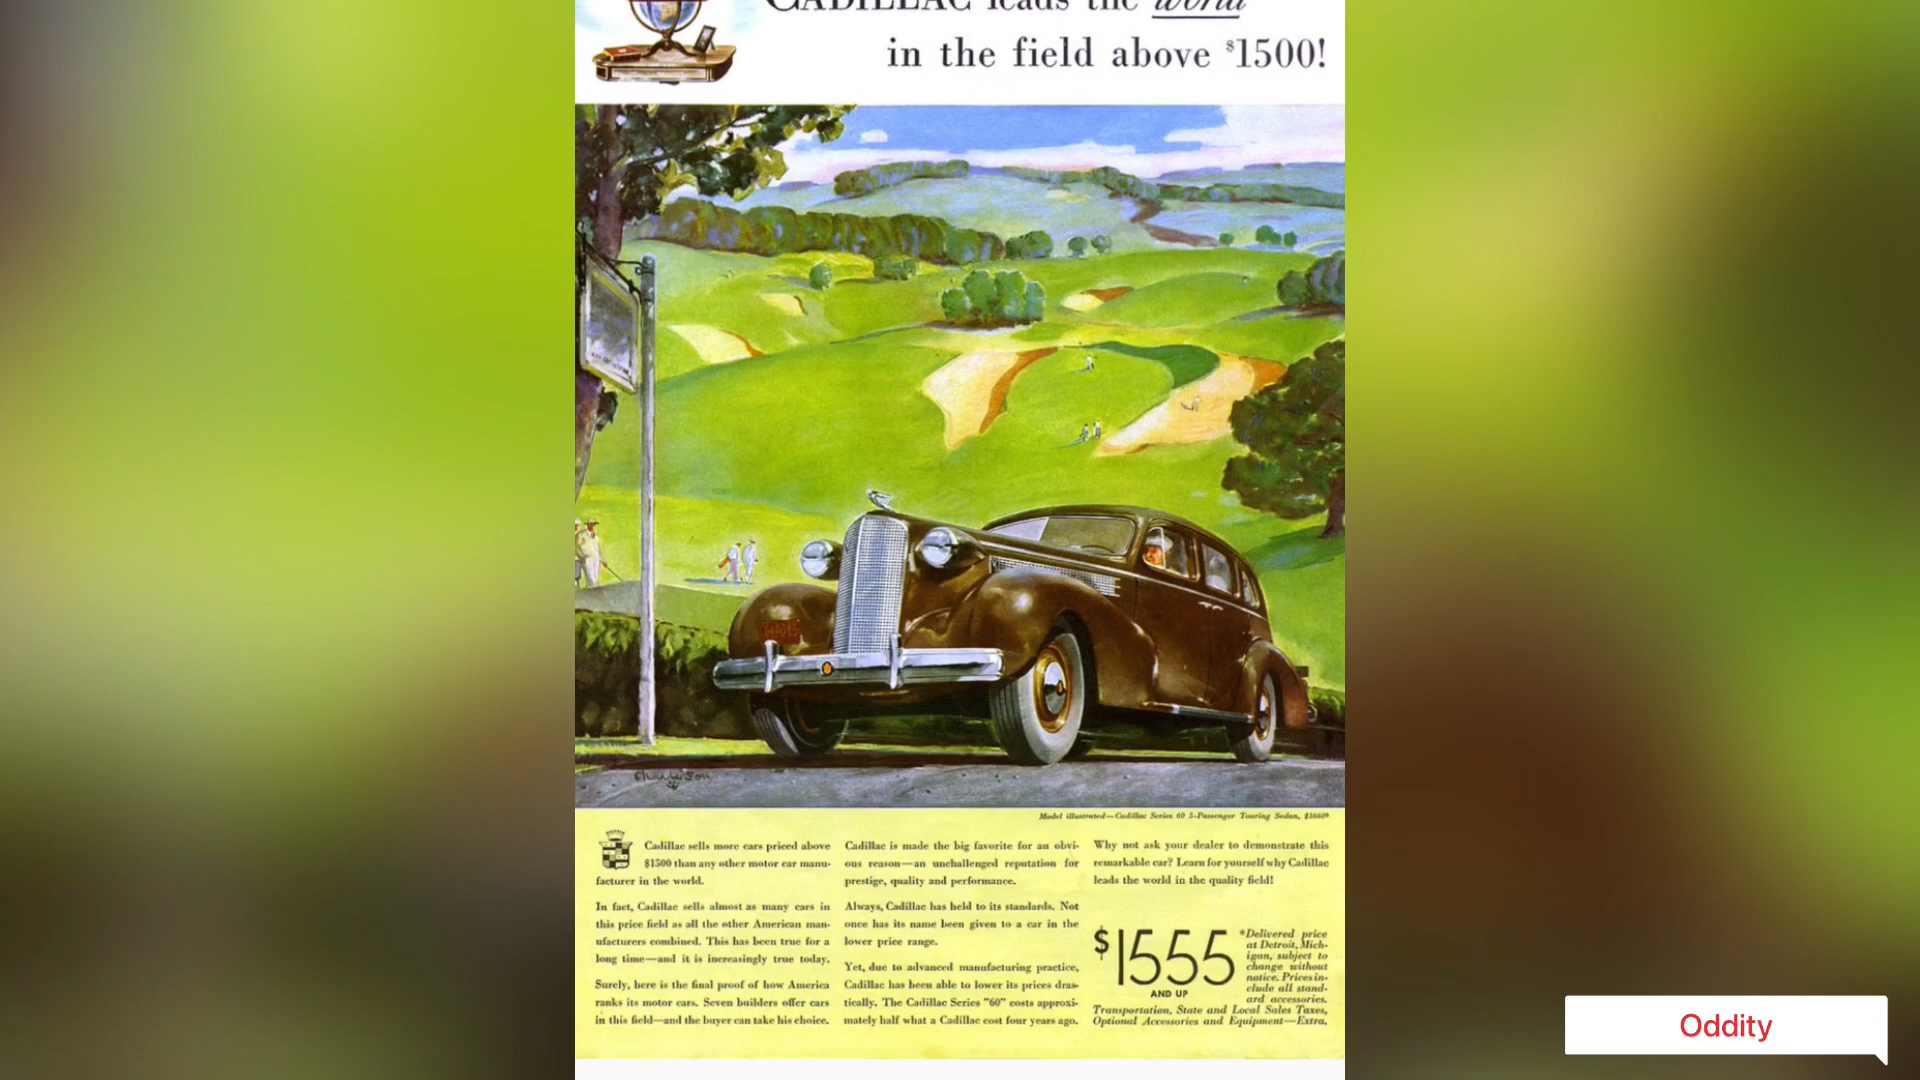 CADILLAC leads the world
in the field above $1500!
Model illustrated—Cadillac Series 60 5-Passenger Touring Sedan, $1660*
Cadillac sells more cars priced above
$1500 than any other motor car manu-
facturer in the world.
In fact, Cadillac sells almost as many cars in
this price field as all the other American man-
ufacturers combined. This has been true for a
long time—and it is increasingly true today.
Surely, here is the final proof of how America
ranks its motor cars. Seven builders offer cars
in this field—and the buyer can take his choice.
Cadillac is made the big favorite for an obvi-
ous reason—an unchallenged reputation for
prestige, quality and performance.
Always, Cadillac has held to its standards. Not
once has its name been given to a car in the
lower price range.
Yet, due to advanced manufacturing practice,
Cadillac has been able to lower its prices dras-
tically. The Cadillac Series "60" costs approxi-
mately half what a Cadillac cost four years ago.
Why not ask your dealer to demonstrate this
remarkable car? Learn for yourself why Cadillac
leads the world in the quality field!
$1555
AND UP
*Delivered price
at Detroit, Mich-
igan, subject to
change without
notice. Prices in-
clude all stand-
ard accessories.
Transportation, State and Local Sales Taxes,
Optional Accessories and Equipment—Extra.
Oddity